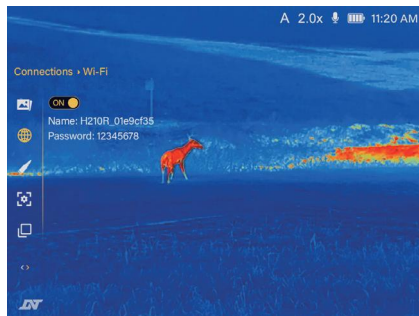 A 2.0x 11:20 AM
Connections › Wi-Fi
ON
Name: H210R_01e9cf35
Password: 12345678